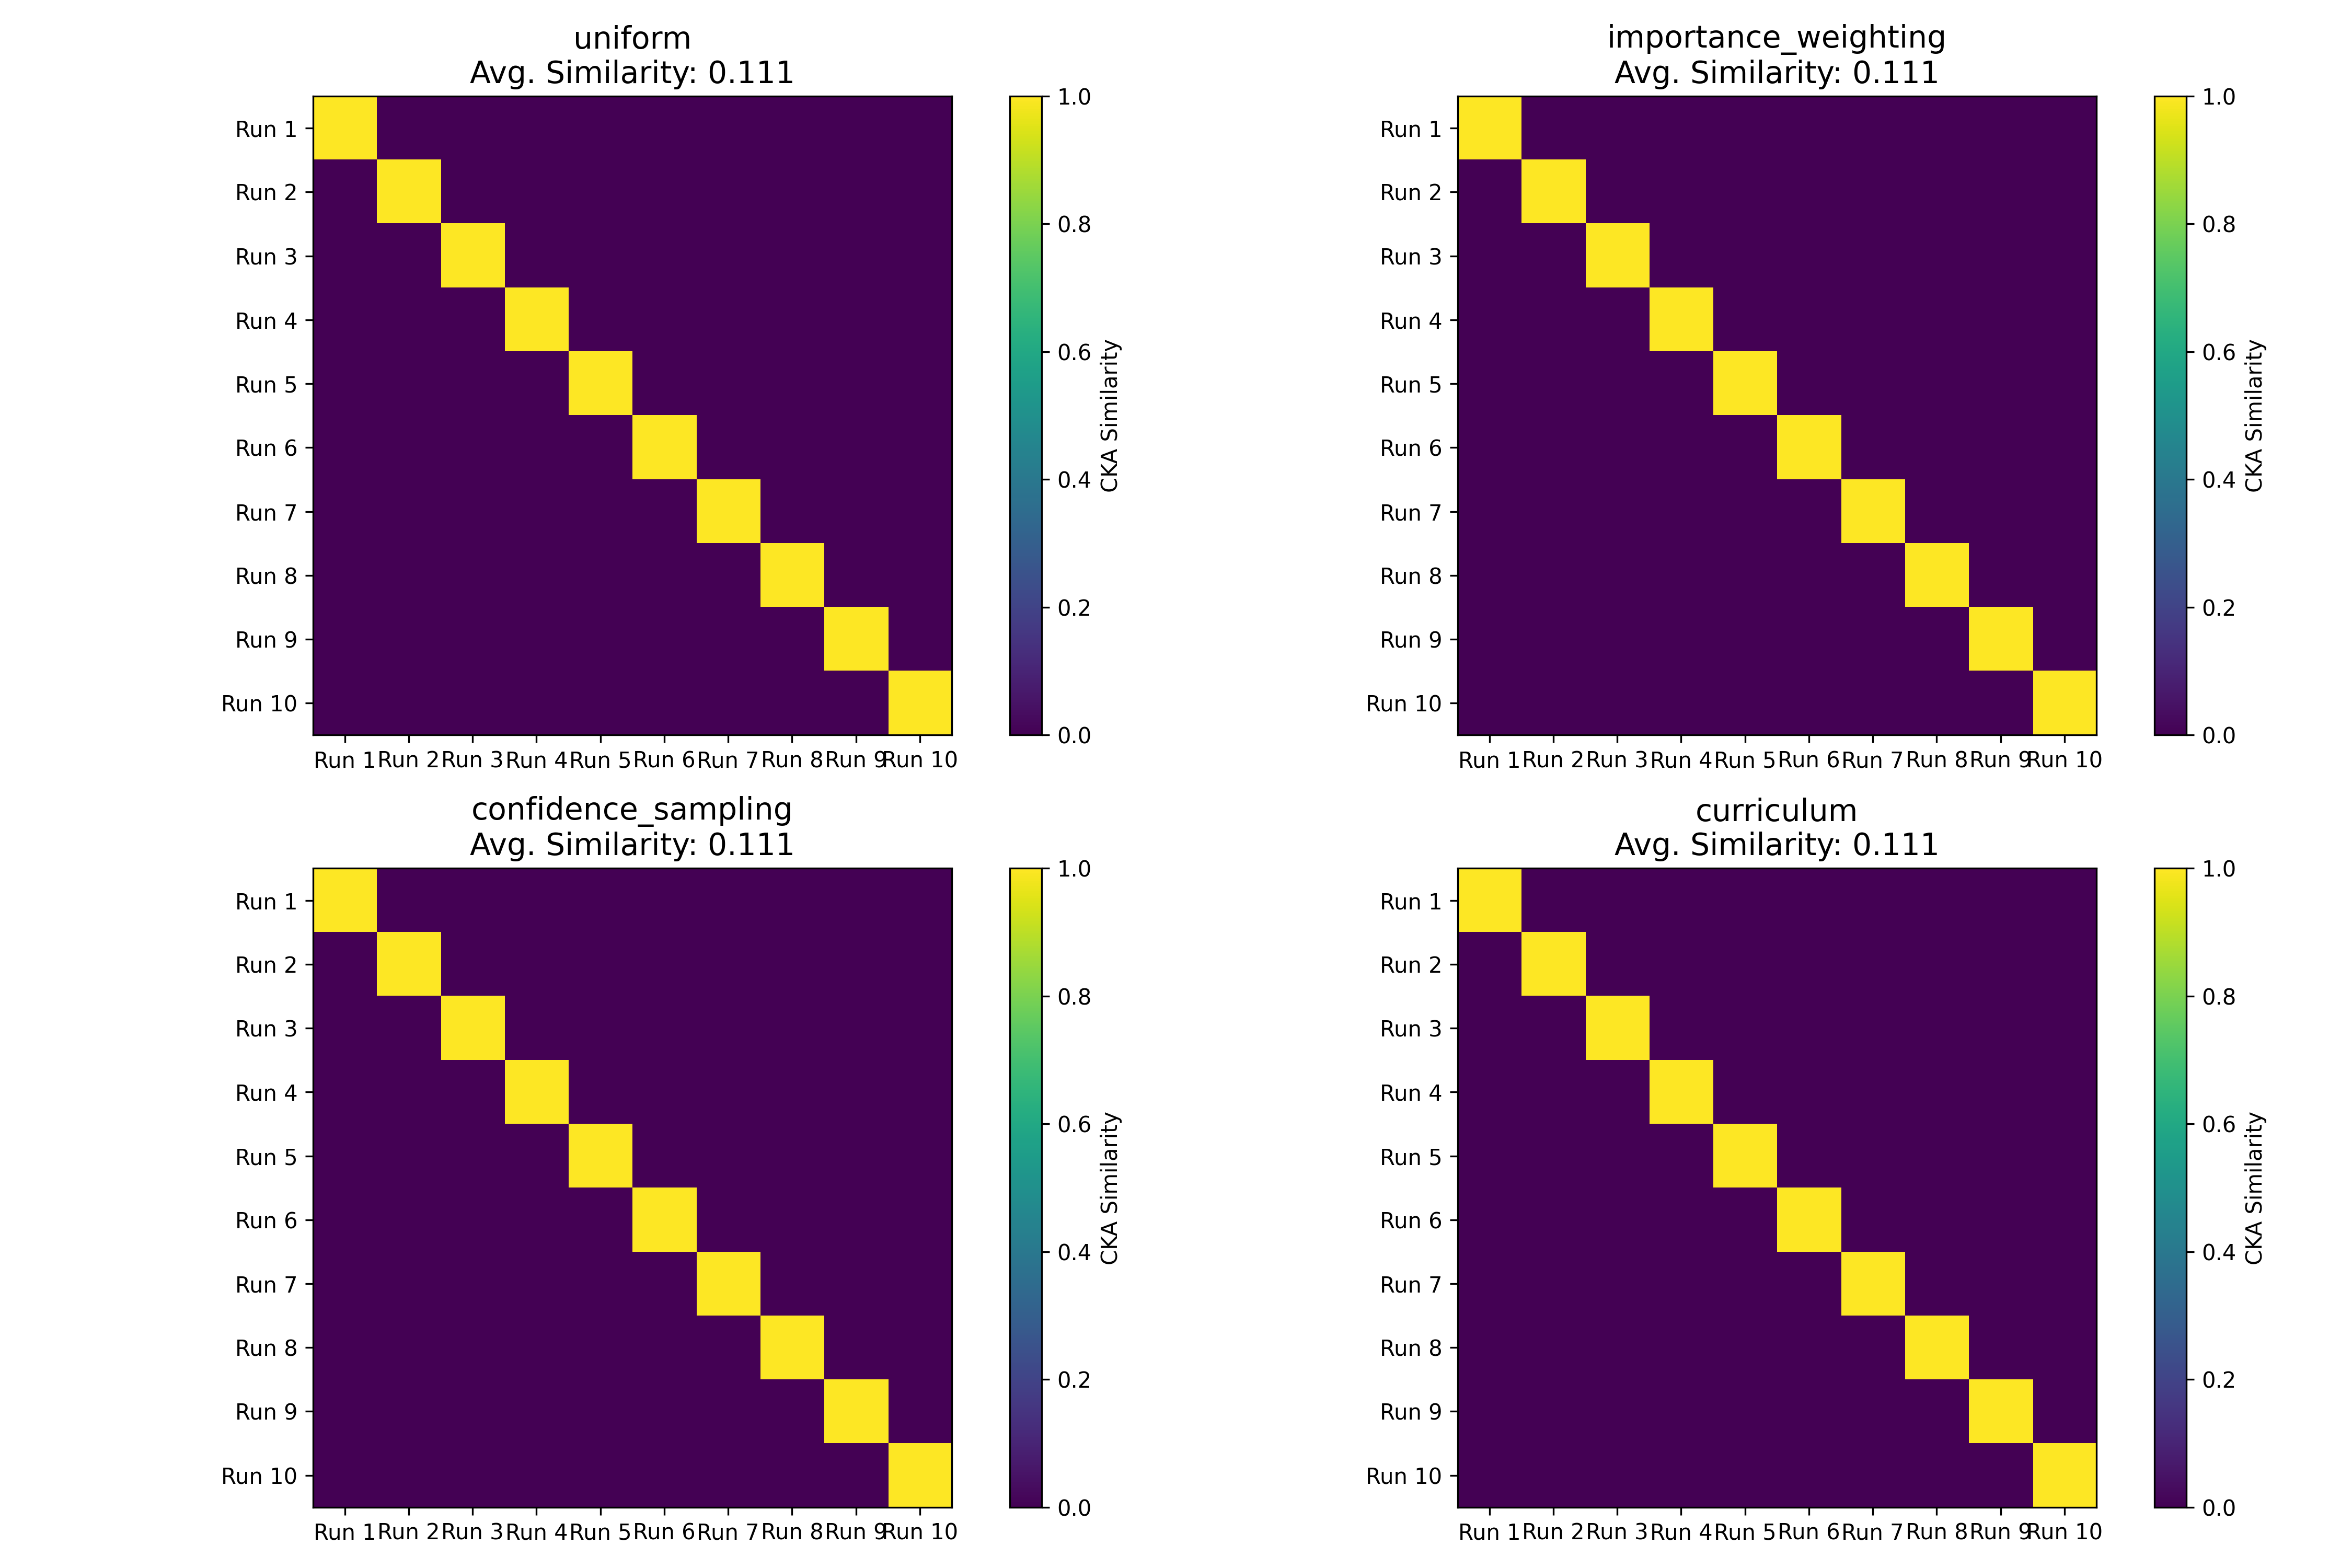 uniform
Avg. Similarity: 0.111
Run 1
Run 2
Run 3
Run 4
Run 5
Run 6
Run 7
Run 8
Run 9
Run 10
Run 1 Run 2 Run 3 Run 4 Run 5 Run 6 Run 7 Run 8 Run 9 Run 10
1.0
0.8
0.6
0.4
0.2
0.0
CKA Similarity
importance_weighting
Avg. Similarity: 0.111
Run 1
Run 2
Run 3
Run 4
Run 5
Run 6
Run 7
Run 8
Run 9
Run 10
Run 1 Run 2 Run 3 Run 4 Run 5 Run 6 Run 7 Run 8 Run 9 Run 10
1.0
0.8
0.6
0.4
0.2
0.0
CKA Similarity
confidence_sampling
Avg. Similarity: 0.111
Run 1
Run 2
Run 3
Run 4
Run 5
Run 6
Run 7
Run 8
Run 9
Run 10
Run 1 Run 2 Run 3 Run 4 Run 5 Run 6 Run 7 Run 8 Run 9 Run 10
1.0
0.8
0.6
0.4
0.2
0.0
CKA Similarity
curriculum
Avg. Similarity: 0.111
Run 1
Run 2
Run 3
Run 4
Run 5
Run 6
Run 7
Run 8
Run 9
Run 10
Run 1 Run 2 Run 3 Run 4 Run 5 Run 6 Run 7 Run 8 Run 9 Run 10
1.0
0.8
0.6
0.4
0.2
0.0
CKA Similarity